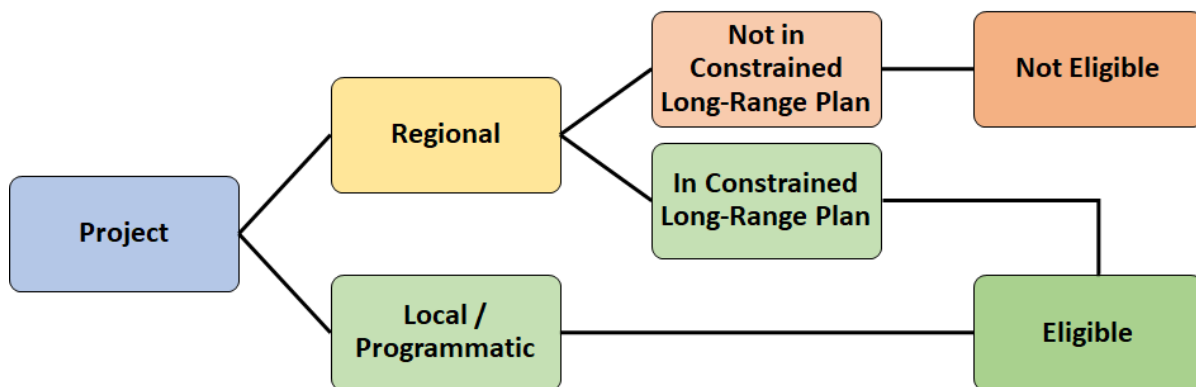 Not in
Constrained
Long-Range Plan
Not Eligible
Regional
In Constrained
Long-Range Plan
Project
Local /
Programmatic
Eligible